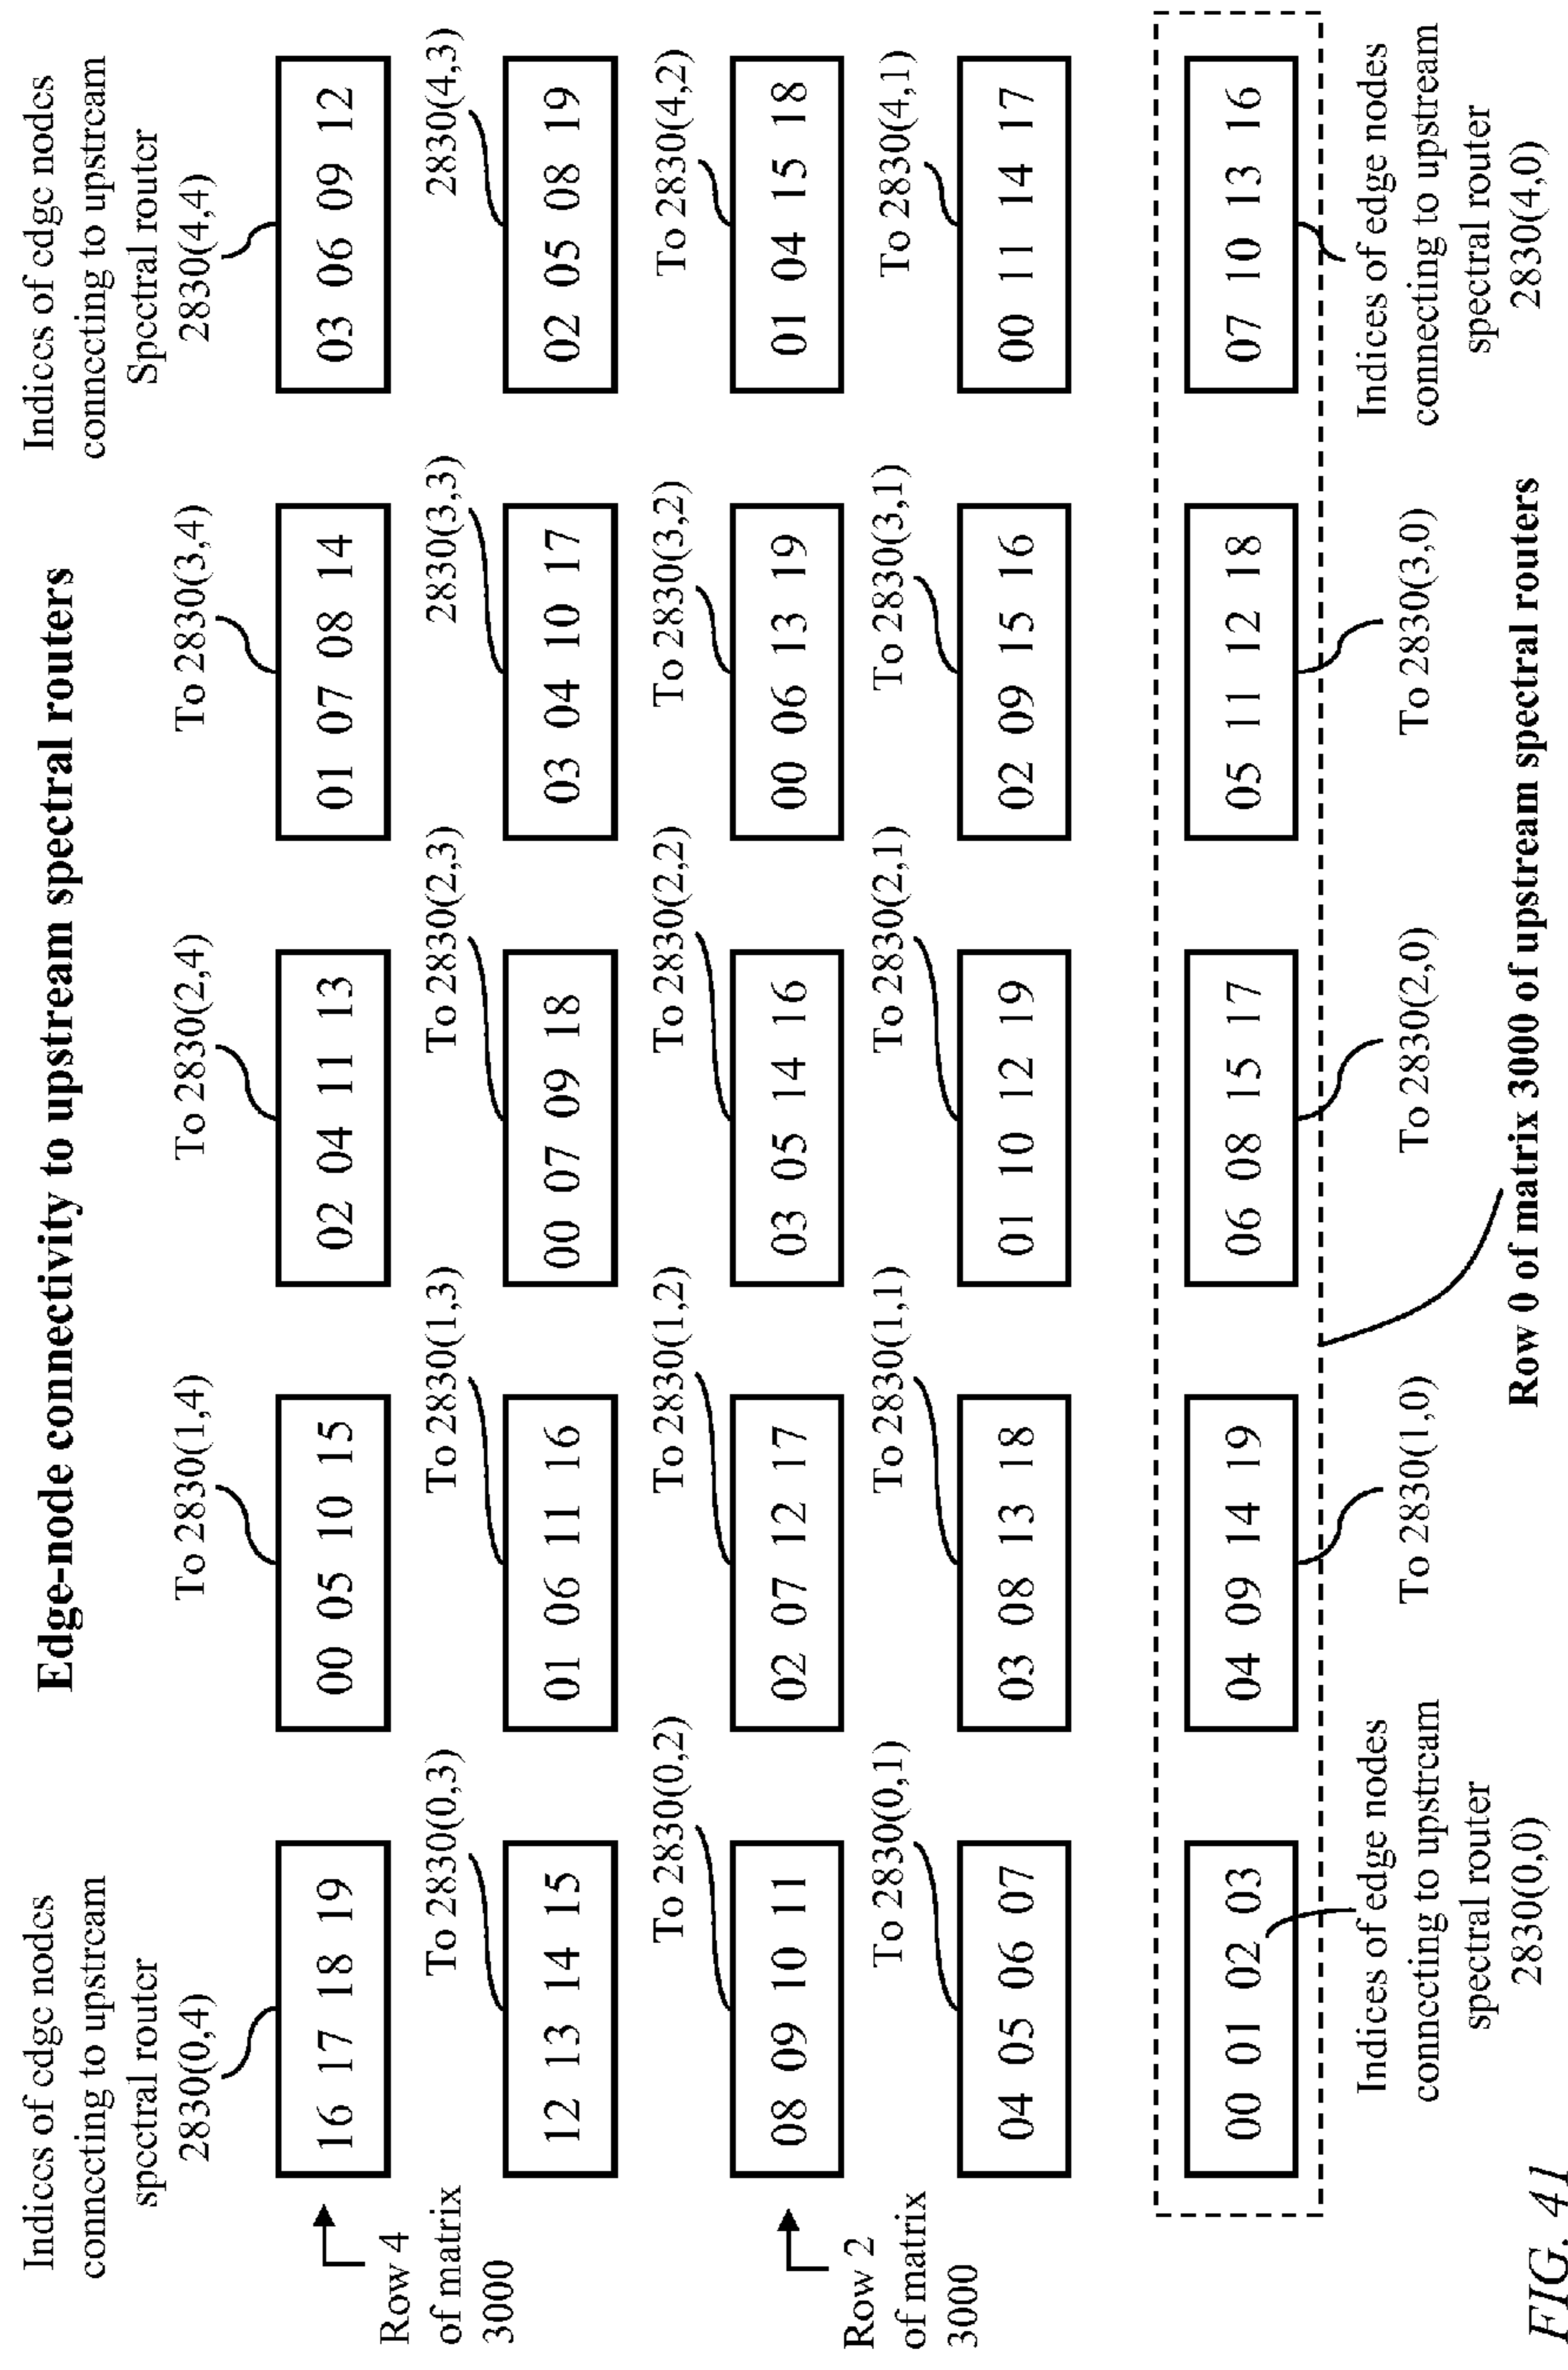 Edge-node connectivity to upstream spectral routers
Indices of edge nodes
connecting to upstream
spectral router
2830(0,4)
To 2830(1,4)
To 2830(2,4)
To 2830(3,4)
Indices of edge nodes
connecting to upstream
Spectral router
2830(4,4)
16 17 18 19
00 05 10 15
02 04 11 13
01 07 08 14
03 06 09 12
Row 4
of matrix
3000
To 2830(0,3)
To 2830(1,3)
To 2830(2,3)
2830(3,3)
2830(4,3)
12 13 14 15
01 06 11 16
00 07 09 18
03 04 10 17
02 05 08 19
To 2830(0,2)
To 2830(1,2)
To 2830(2,2)
To 2830(3,2)
To 2830(4,2)
08 09 10 11
02 07 12 17
03 05 14 16
00 06 13 19
01 04 15 18
Row 2
of matrix
3000
To 2830(0,1)
To 2830(1,1)
To 2830(2,1)
To 2830(3,1)
To 2830(4,1)
04 05 06 07
03 08 13 18
01 10 12 19
02 09 15 16
00 11 14 17
00 01 02 03
04 09 14 19
06 08 15 17
05 11 12 18
07 10 13 16
Indices of edge nodes
connecting to upstream
spectral router
2830(0,0)
To 2830(1,0)
To 2830(2,0)
To 2830(3,0)
Indices of edge nodes
connecting to upstream
spectral router
2830(4,0)
Row 0 of matrix 3000 of upstream spectral routers
FIG. 41